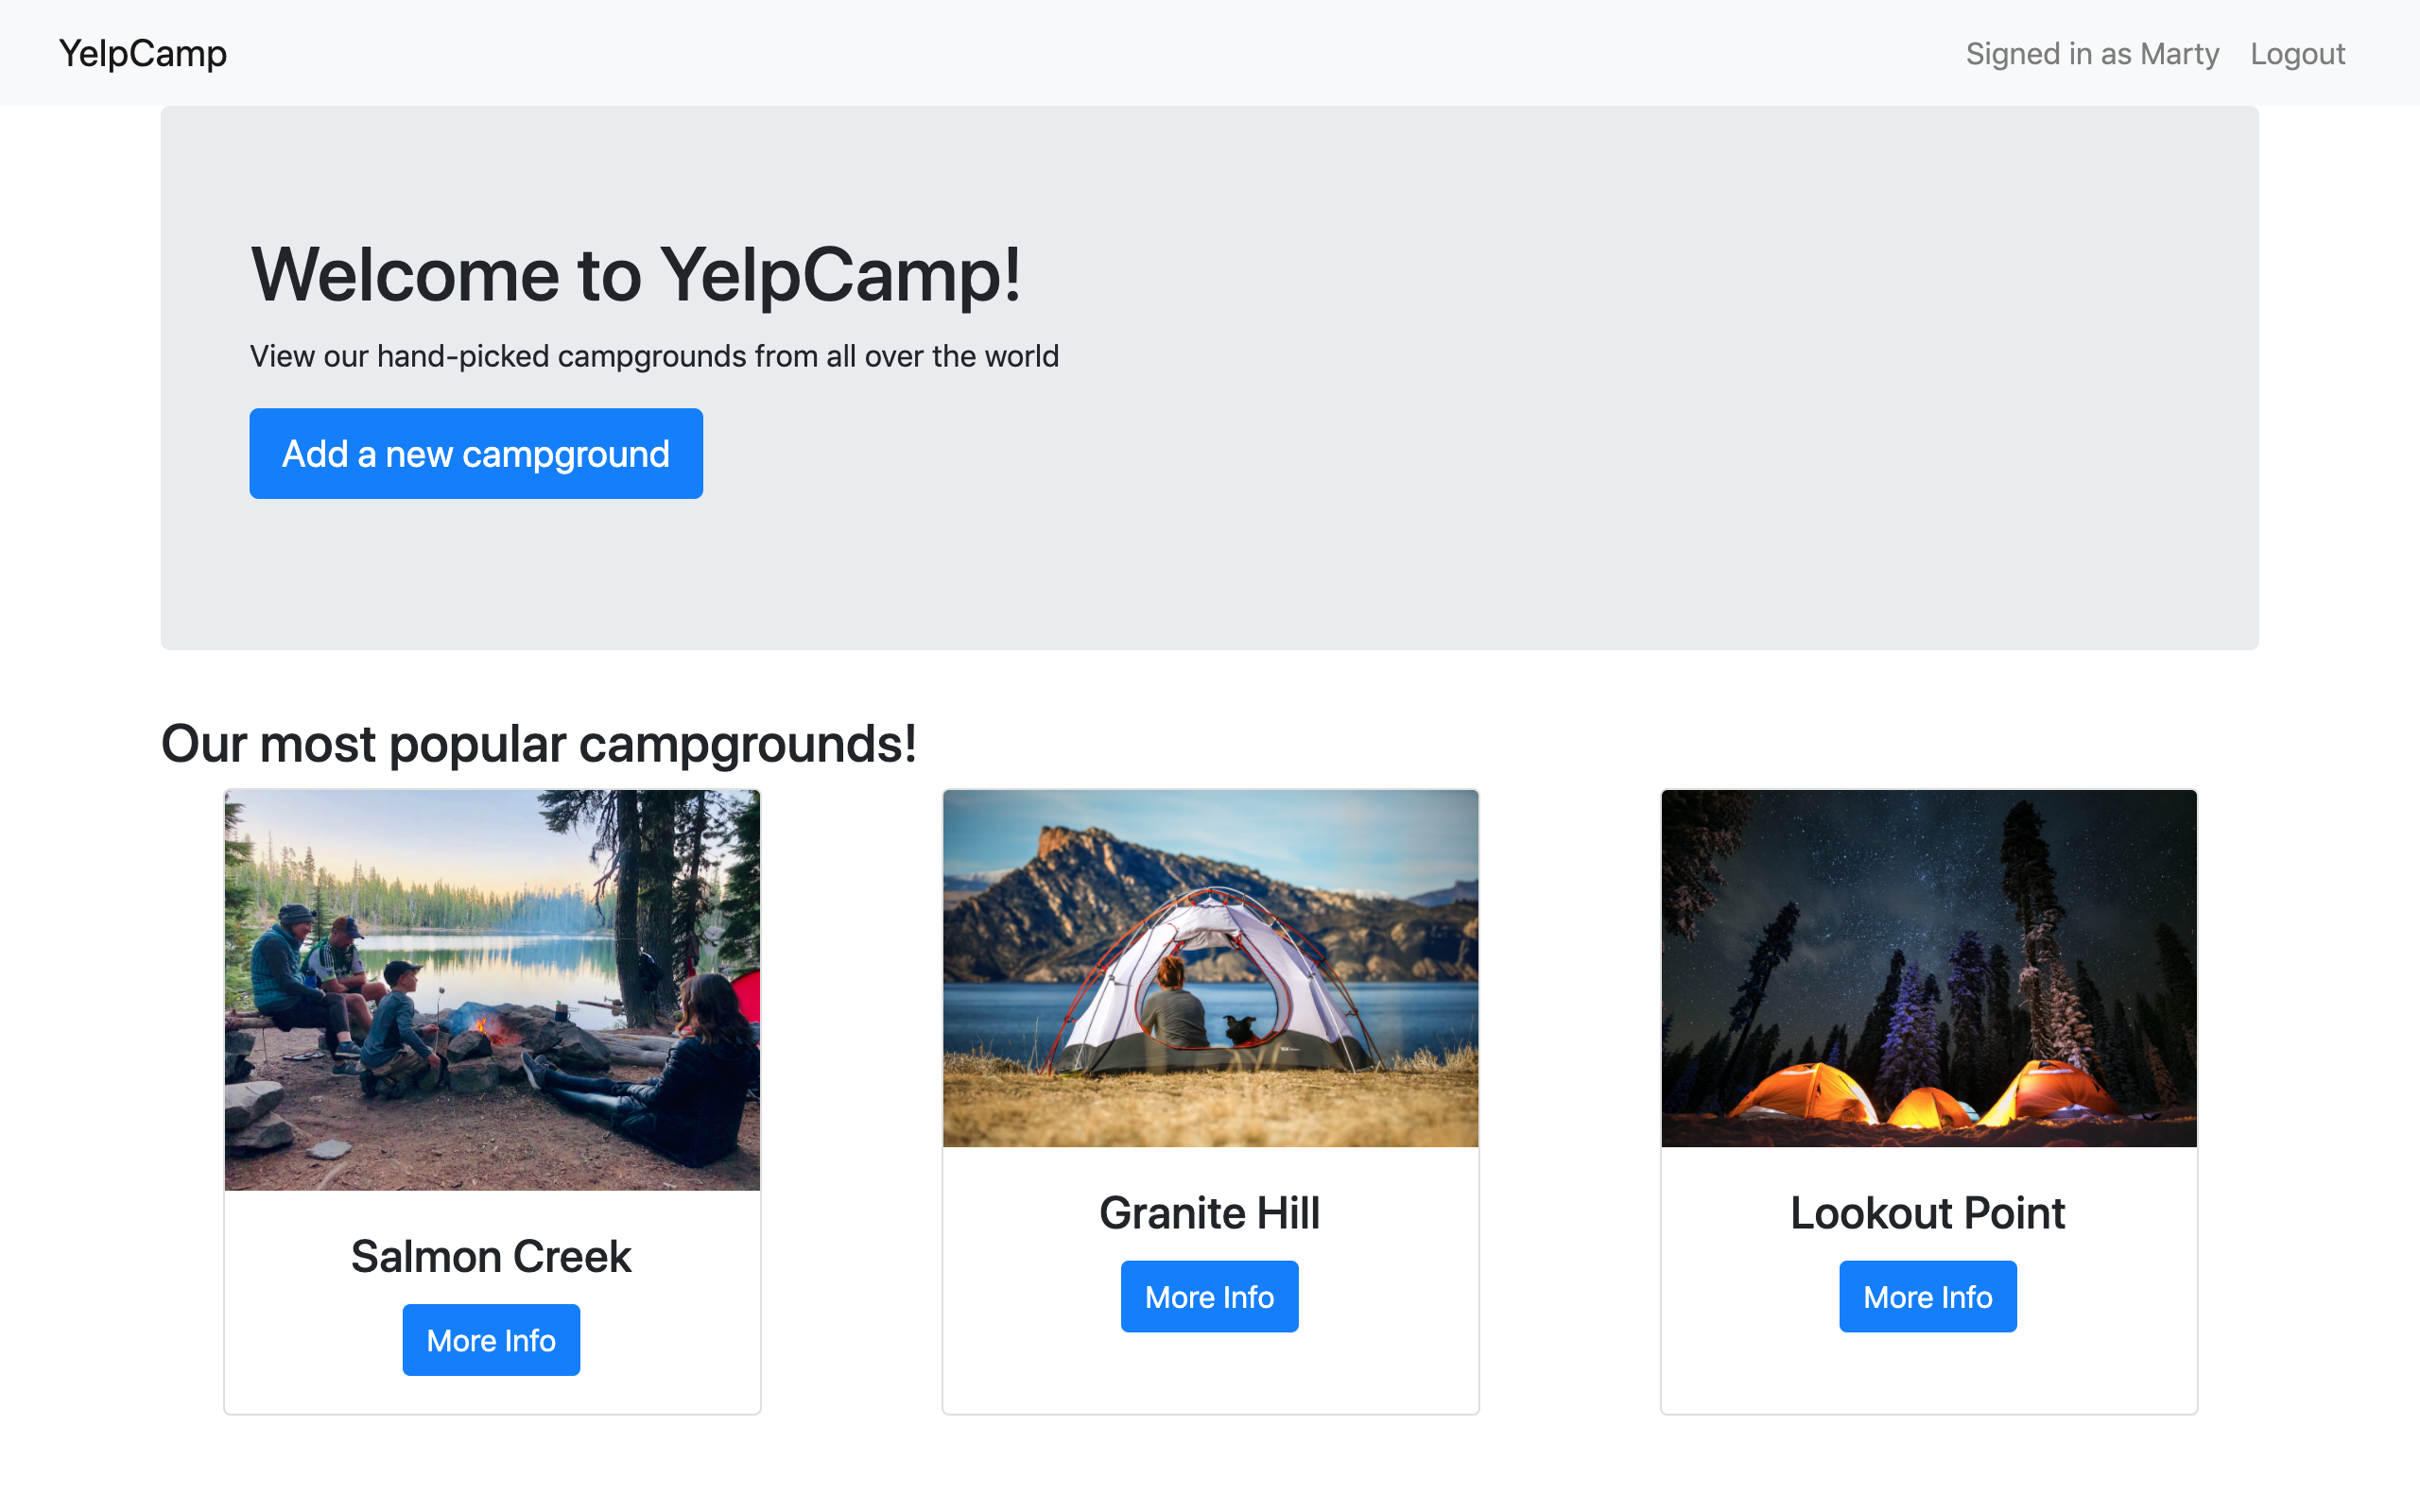 YelpCamp
Signed in as Marty Logout
Welcome to YelpCamp!
View our hand-picked campgrounds from all over the world
Add a new campground
Our most popular campgrounds!
Salmon Creek
More Info
Granite Hill
More Info
Lookout Point
More Info